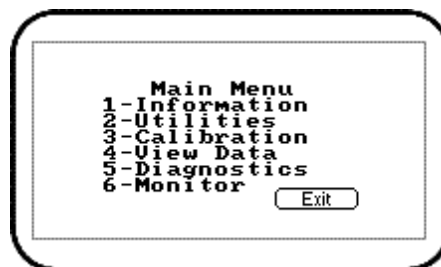 Main Menu
1-Information
2-Utilities
3-Calibration
4-View Data
5-Diagnostics
6-Monitor
Exit